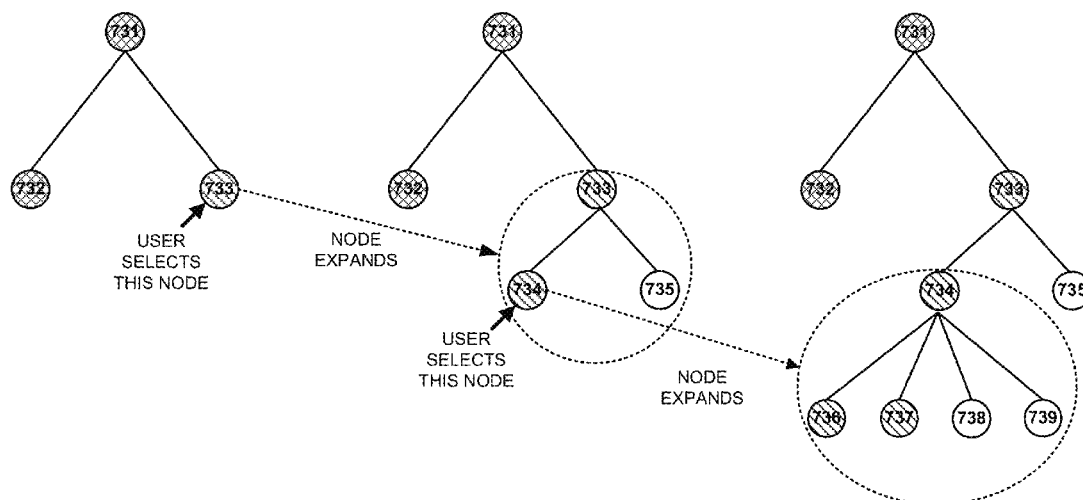 731
731
731
732
733
732
733
732
733
USER
SELECTS
THIS NODE
NODE
EXPANDS
734
735
734
735
USER
SELECTS
THIS NODE
NODE
EXPANDS
736
737
738
739